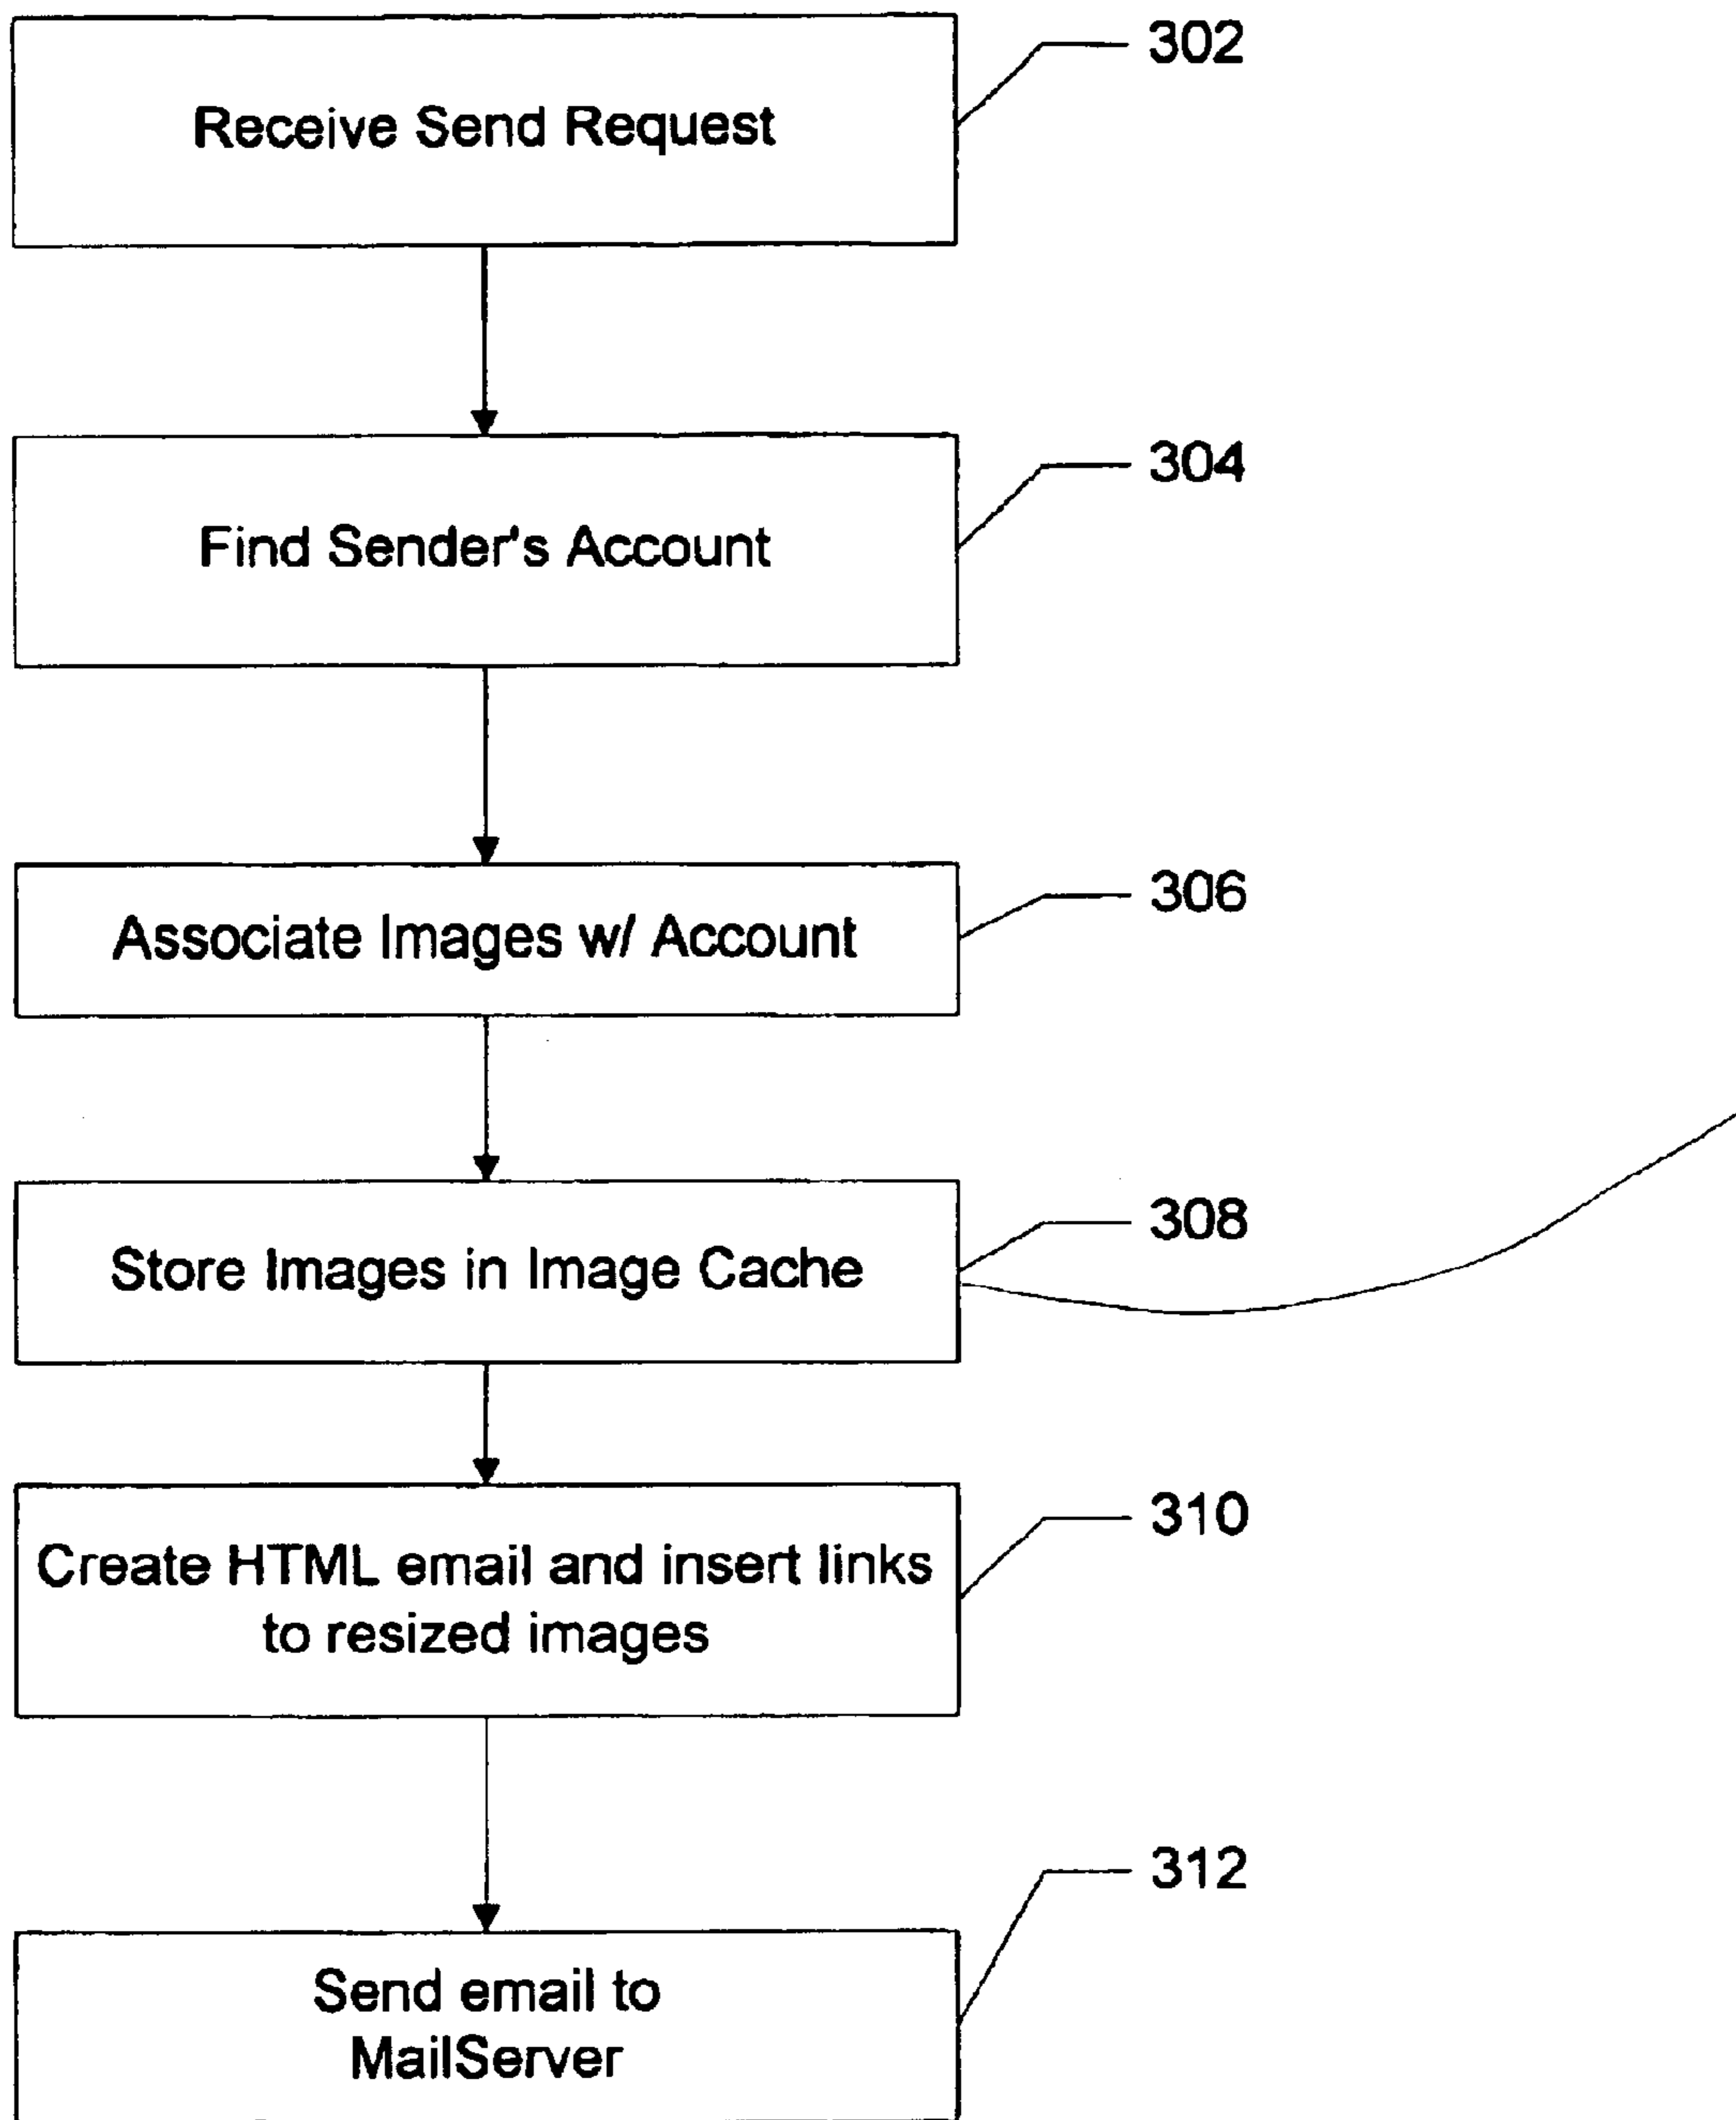 302
Receive Send Request
304
Find Sender's Account
306
Associate Images w/ Account
308
Store Images in Image Cache
310
Create HTML email and insert links
to resized images
312
Send email to
MailServer